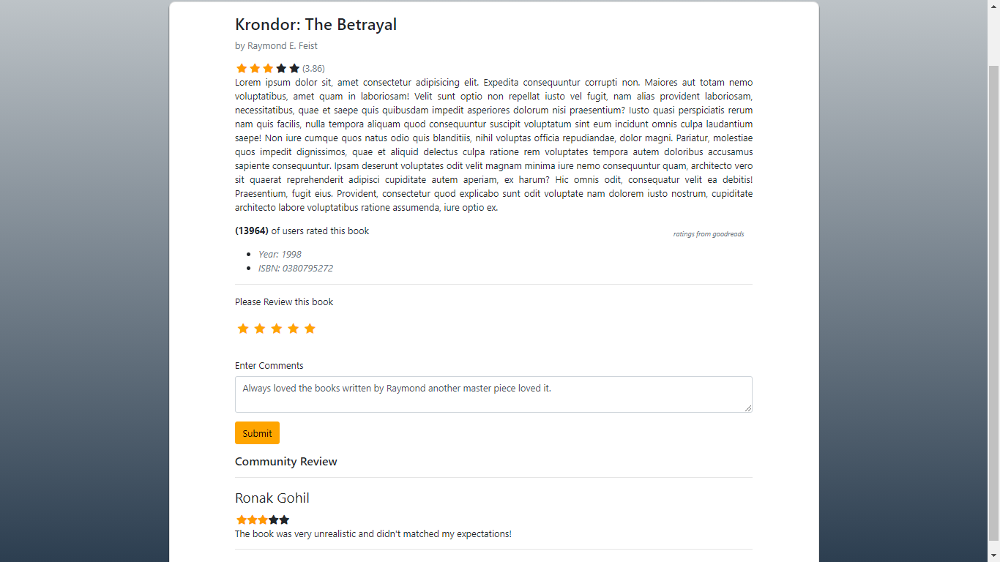 Krondor: The Betrayal
by Raymond E. Feist
(3.86)
Lorem ipsum dolor sit, amet consectetur adipisicing elit. Expedita consequuntur corrupti non. Maiores aut totam nemo
voluptatibus, amet quam in laboriosam! Velit sunt optio non repellat iusto vel fugit, nam alias provident laboriosam,
necessitatibus, quae et saepe quis quibusdam impedit asperiores dolorum nisi praesentium? Iusto quasi perspiciatis rerum
nam quis facilis, nulla tempora aliquam quod consequuntur suscipit voluptatum sint eum incidunt omnis culpa laudantium
saepe! Non iure cumque quos natus odio quis blanditiis, nihil voluptas officia repudiandae, dolor magni. Pariatur, molestiae
quos impedit dignissimos, quae et aliquid delectus culpa ratione rem voluptates tempora autem doloribus accusamus
sapiente consequuntur. Ipsam deserunt voluptates odit velit magnam minima iure nemo consequuntur quam, architecto vero
sit quaerat reprehenderit adipisci cupiditate autem aperiam, ex harum? Hic omnis odit, consequatur velit ea debitis!
Praesentium, fugit eius. Provident, consectetur quod explicabo sunt odit voluptate nam dolorem iusto nostrum, cupiditate
architecto labore voluptatibus ratione assumenda, iure optio ex.
(13964) of users rated this book
ratings from goodreads
Year: 1998
ISBN: 0380795272
Please Review this book
Enter Comments
Always loved the books written by Raymond another master piece loved it.
Submit
Community Review
Ronak Gohil
The book was very unrealistic and didn't matched my expectations!